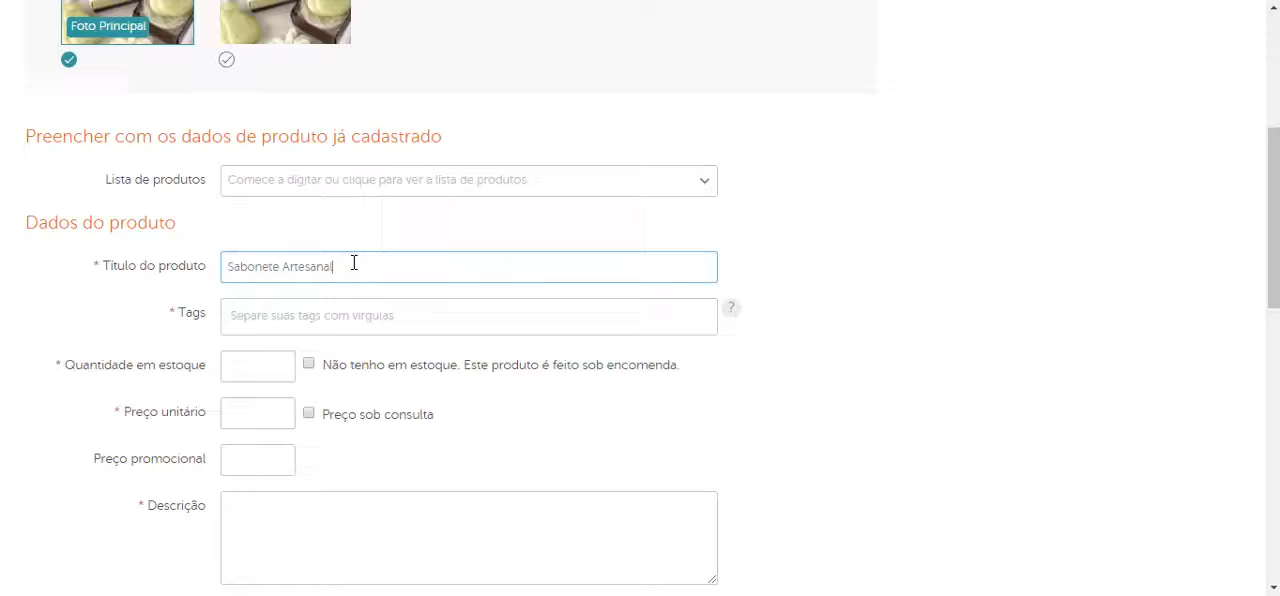 Foto Principal
Preencher com os dados de produto já cadastrado
Lista de produtos
Comece a digitar ou clique para ver a lista de produtos
Dados do produto
* Título do produto
Sabonete Artesanal
* Tags
Separe suas tags com vírgulas
?
* Quantidade em estoque
Não tenho em estoque. Este produto é feito sob encomenda.
* Preço unitário
Preço sob consulta
Preço promocional
* Descrição